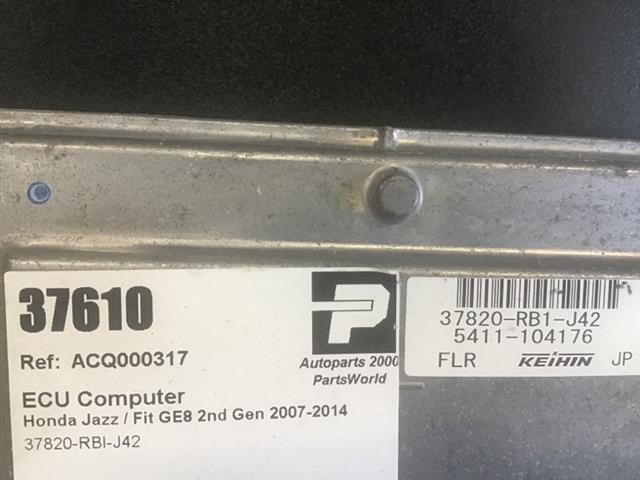 37610
Ref: ACQ000317
P
Autoparts 2000
PartsWorld
ECU Computer
Honda Jazz / Fit GE8 2nd Gen 2007-2014
37820-RBI-J42
37820-RB1-J42
5411-104176
FLR KEIHIN JP